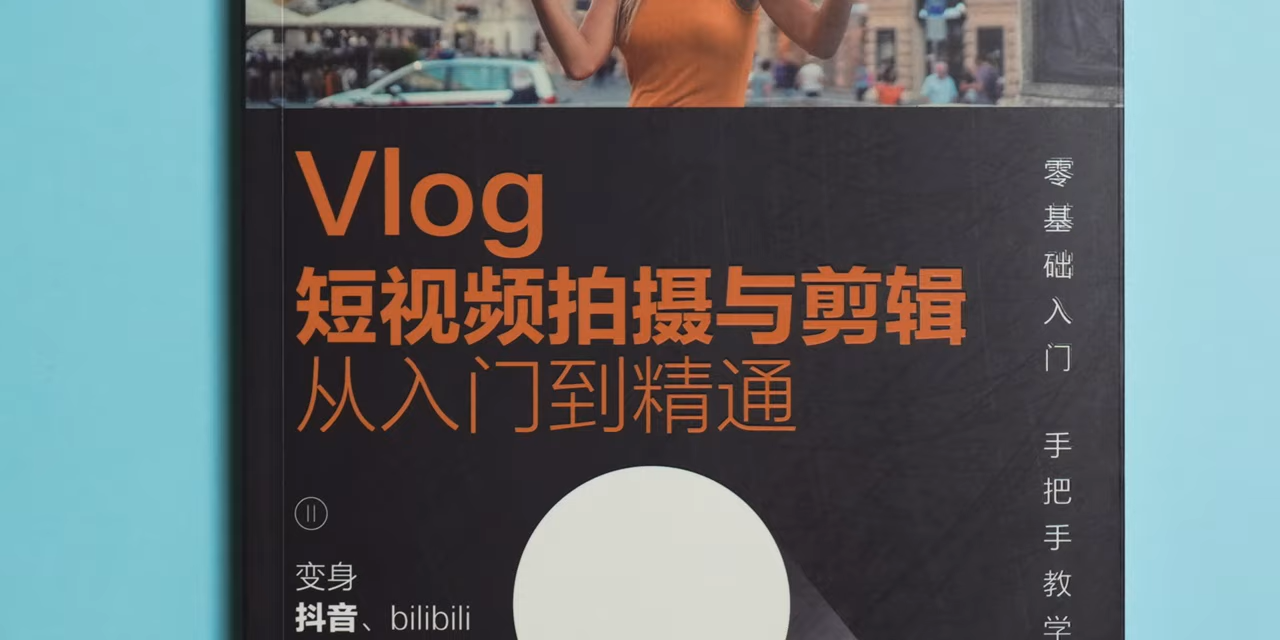 Vlog
短视频拍摄与剪辑
从入门到精通
变身
抖音、bilibili
零基础入门 手把手教学